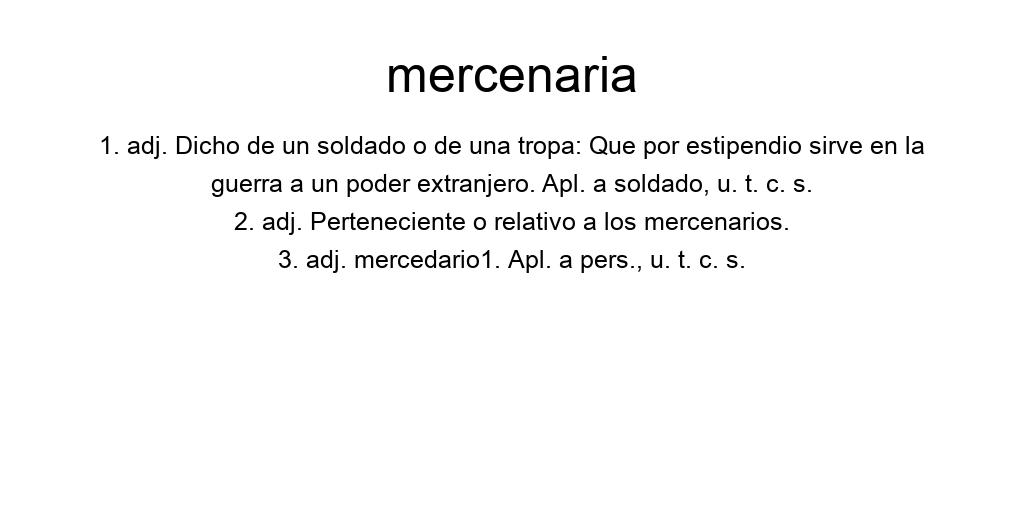 mercenaria
1. adj. Dicho de un soldado o de una tropa: Que por estipendio sirve en la
guerra a un poder extranjero. Apl. a soldado, u. t. c. s.
2. adj. Perteneciente o relativo a los mercenarios.
3. adj. mercedario1. Apl. a pers., u. t. c. s.